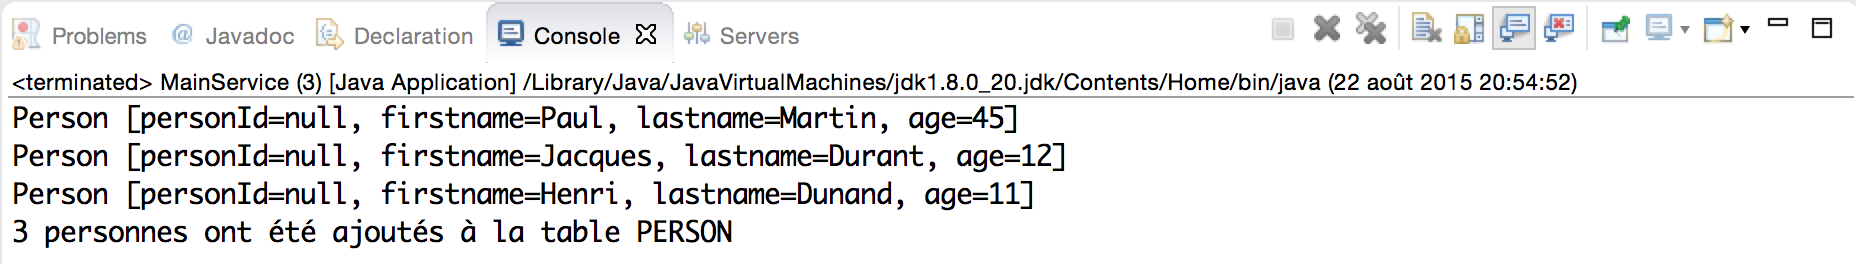 Problems @ Javadoc Declaration Console Servers
<terminated> MainService (3) [Java Application] /Library/Java/JavaVirtualMachines/jdk1.8.0_20.jdk/Contents/Home/bin/java (22 août 2015 20:54:52)
Person [personId=null, firstname=Paul, lastname=Martin, age=45]
Person [personId=null, firstname=Jacques, lastname=Durant, age=12]
Person [personId=null, firstname=Henri, lastname=Dunand, age=11]
3 personnes ont été ajoutés à la table PERSON